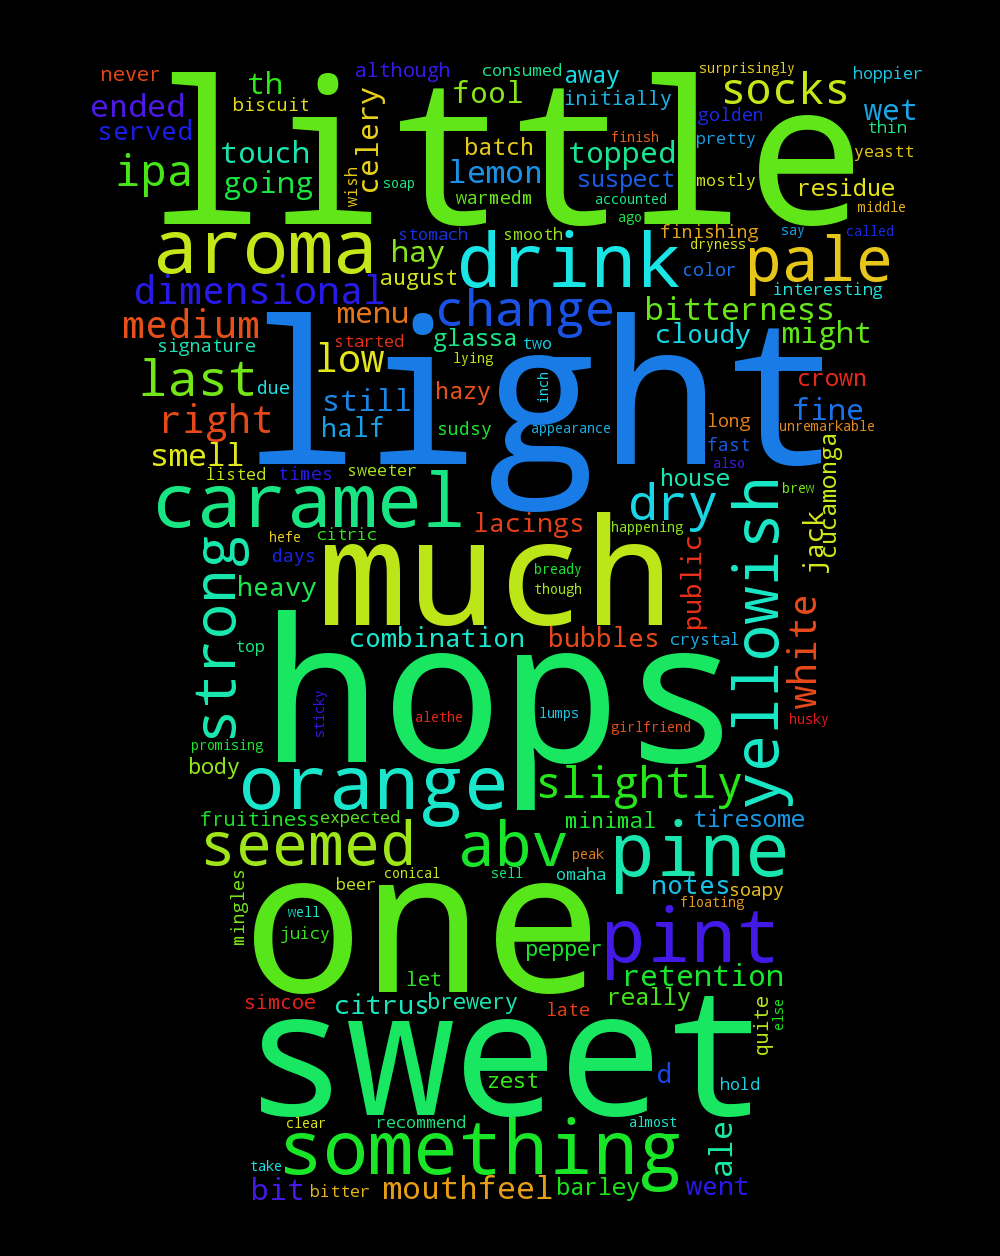 never
th
although
consumed
away
surprisingly
hoppier
little
ended
biscuit
fool
initially
socks
wet
served
celery
golden
thin
ipa
touch
batch
finish
topped
pretty
yeastt
going
wish
soap
lemon
suspect
mostly
residue
warmedm
accounted
middle
ago
aroma
stomach
smooth
finishing
say
called
hay
drink
dryness
pale
dimensional
august
color
interesting
medium
menu
change
bitterness
signature
started
glassa
two
cloudy
might
light
last
due
low
lying
inch
crown
right
still
hazy
long
fine
half
sudsy
appearance
fast
unremarkable
smell
also
listed
times
sweeter
house
brew
cucamonga
caramel
lacings
dry
yellowish
jack
hefe
citric
much
happening
strong
days
bready
public
heavy
though
white
top
combination
bubbles
crystal
hops
sticky
alethe
lumps
girlfriend
husky
promising
body
orange
slightly
fruitiness
expected
minimal
tiresome
seemed
abv
peak
pine
mingles
beer
conical
sell
omaha
notes
soapy
one
well
floating
juicy
pepper
pint
let
retention
simcoe
citrus
brewery
late
really
quite
else
sweet
zest
d
hold
clear
recommend
almost
something
ale
take
bit
bitter
mouthfeel
barley
went